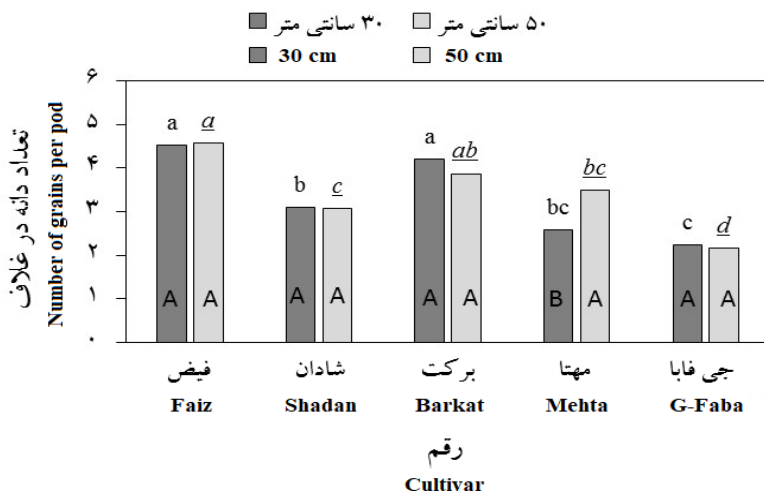 ۳۰ سانتی متر ۵۰ سانتی متر
30 cm 50 cm
تعداد دانه در غلاف
Number of grains per pod
۶
۵
۴
۳
۲
۱
۰
a a b c a ab bc bc c d
A A A A A A B A A A
فیض شادان برکت مهتا جی فابا
Faiz Shadan Barkat Mehta G-Faba
رقم
Cultivar